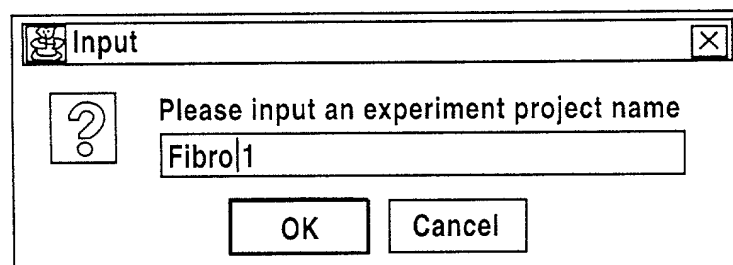 Input
Please input an experiment project name
Fibro1
OK
Cancel